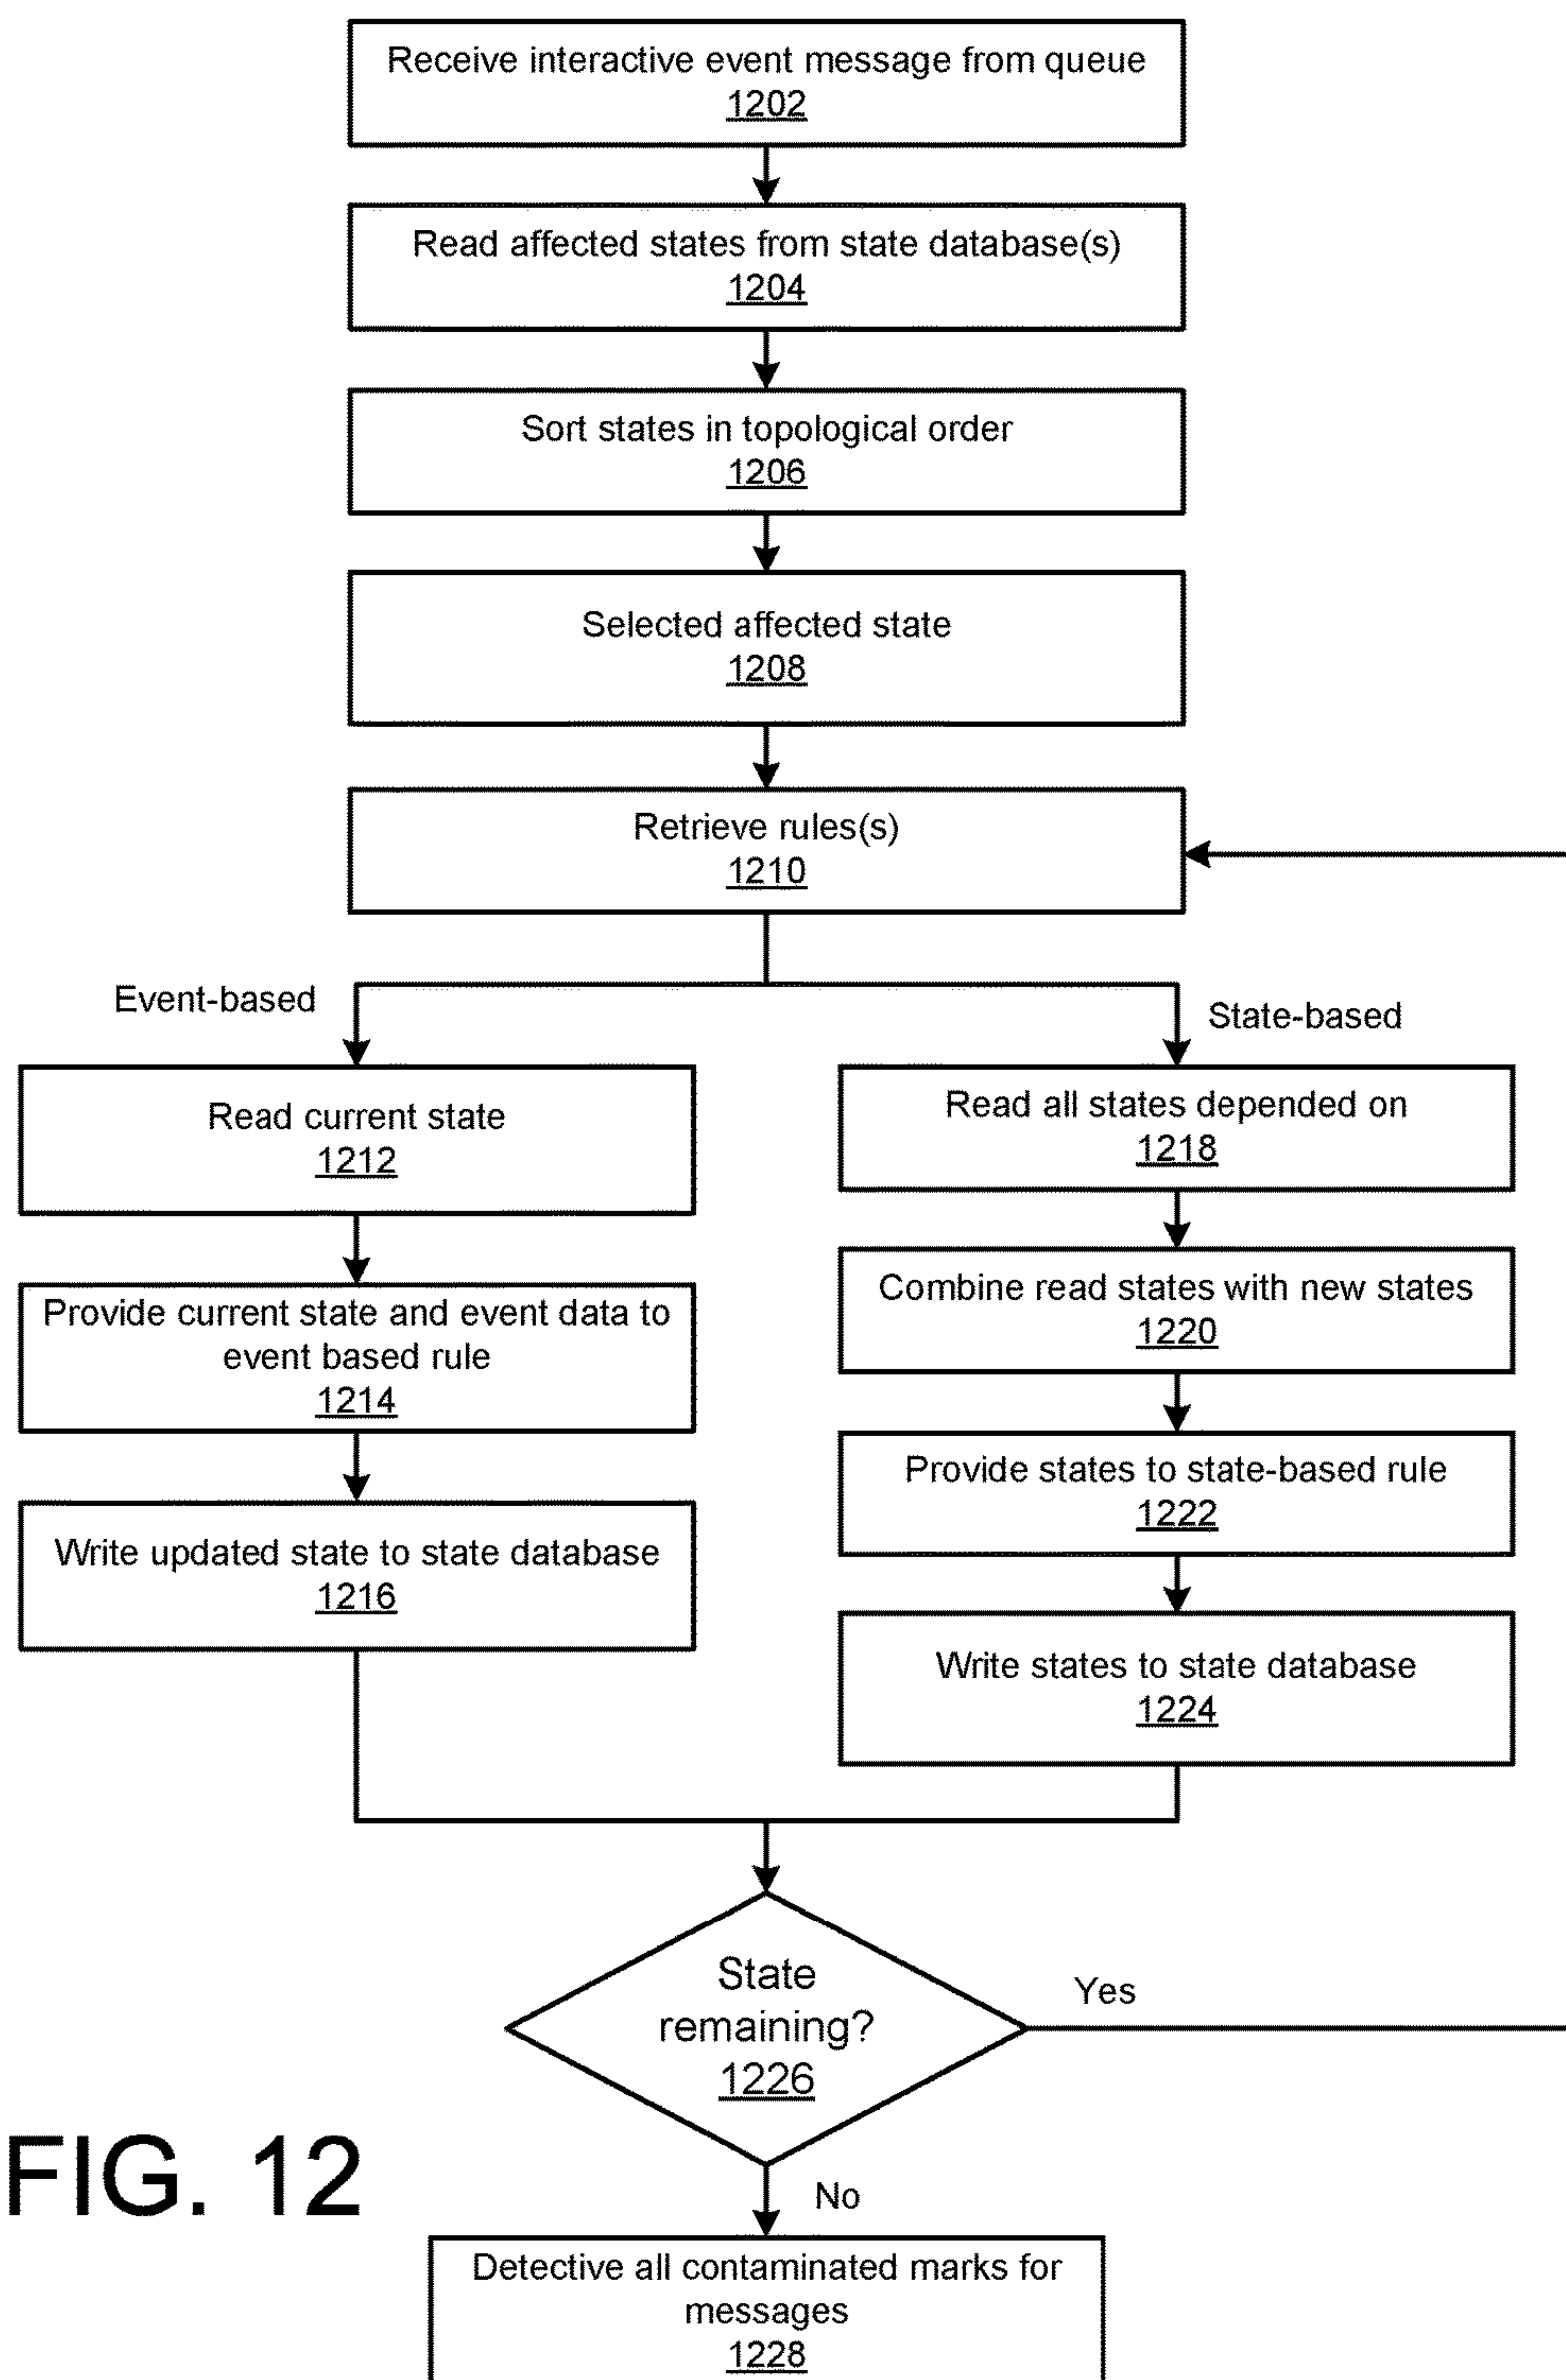 Receive interactive event message from queue
1202
Read affected states from state database(s)
1204
Sort states in topological order
1206
Selected affected state
1208
Retrieve rules(s)
1210
Event-based
State-based
Read current state
1212
Provide current state and event data to
event based rule
1214
Write updated state to state database
1216
Read all states depended on
1218
Combine read states with new states
1220
Provide states to state-based rule
1222
Write states to state database
1224
State
remaining?
1226
Yes
No
FIG. 12
Detective all contaminated marks for
messages
1228